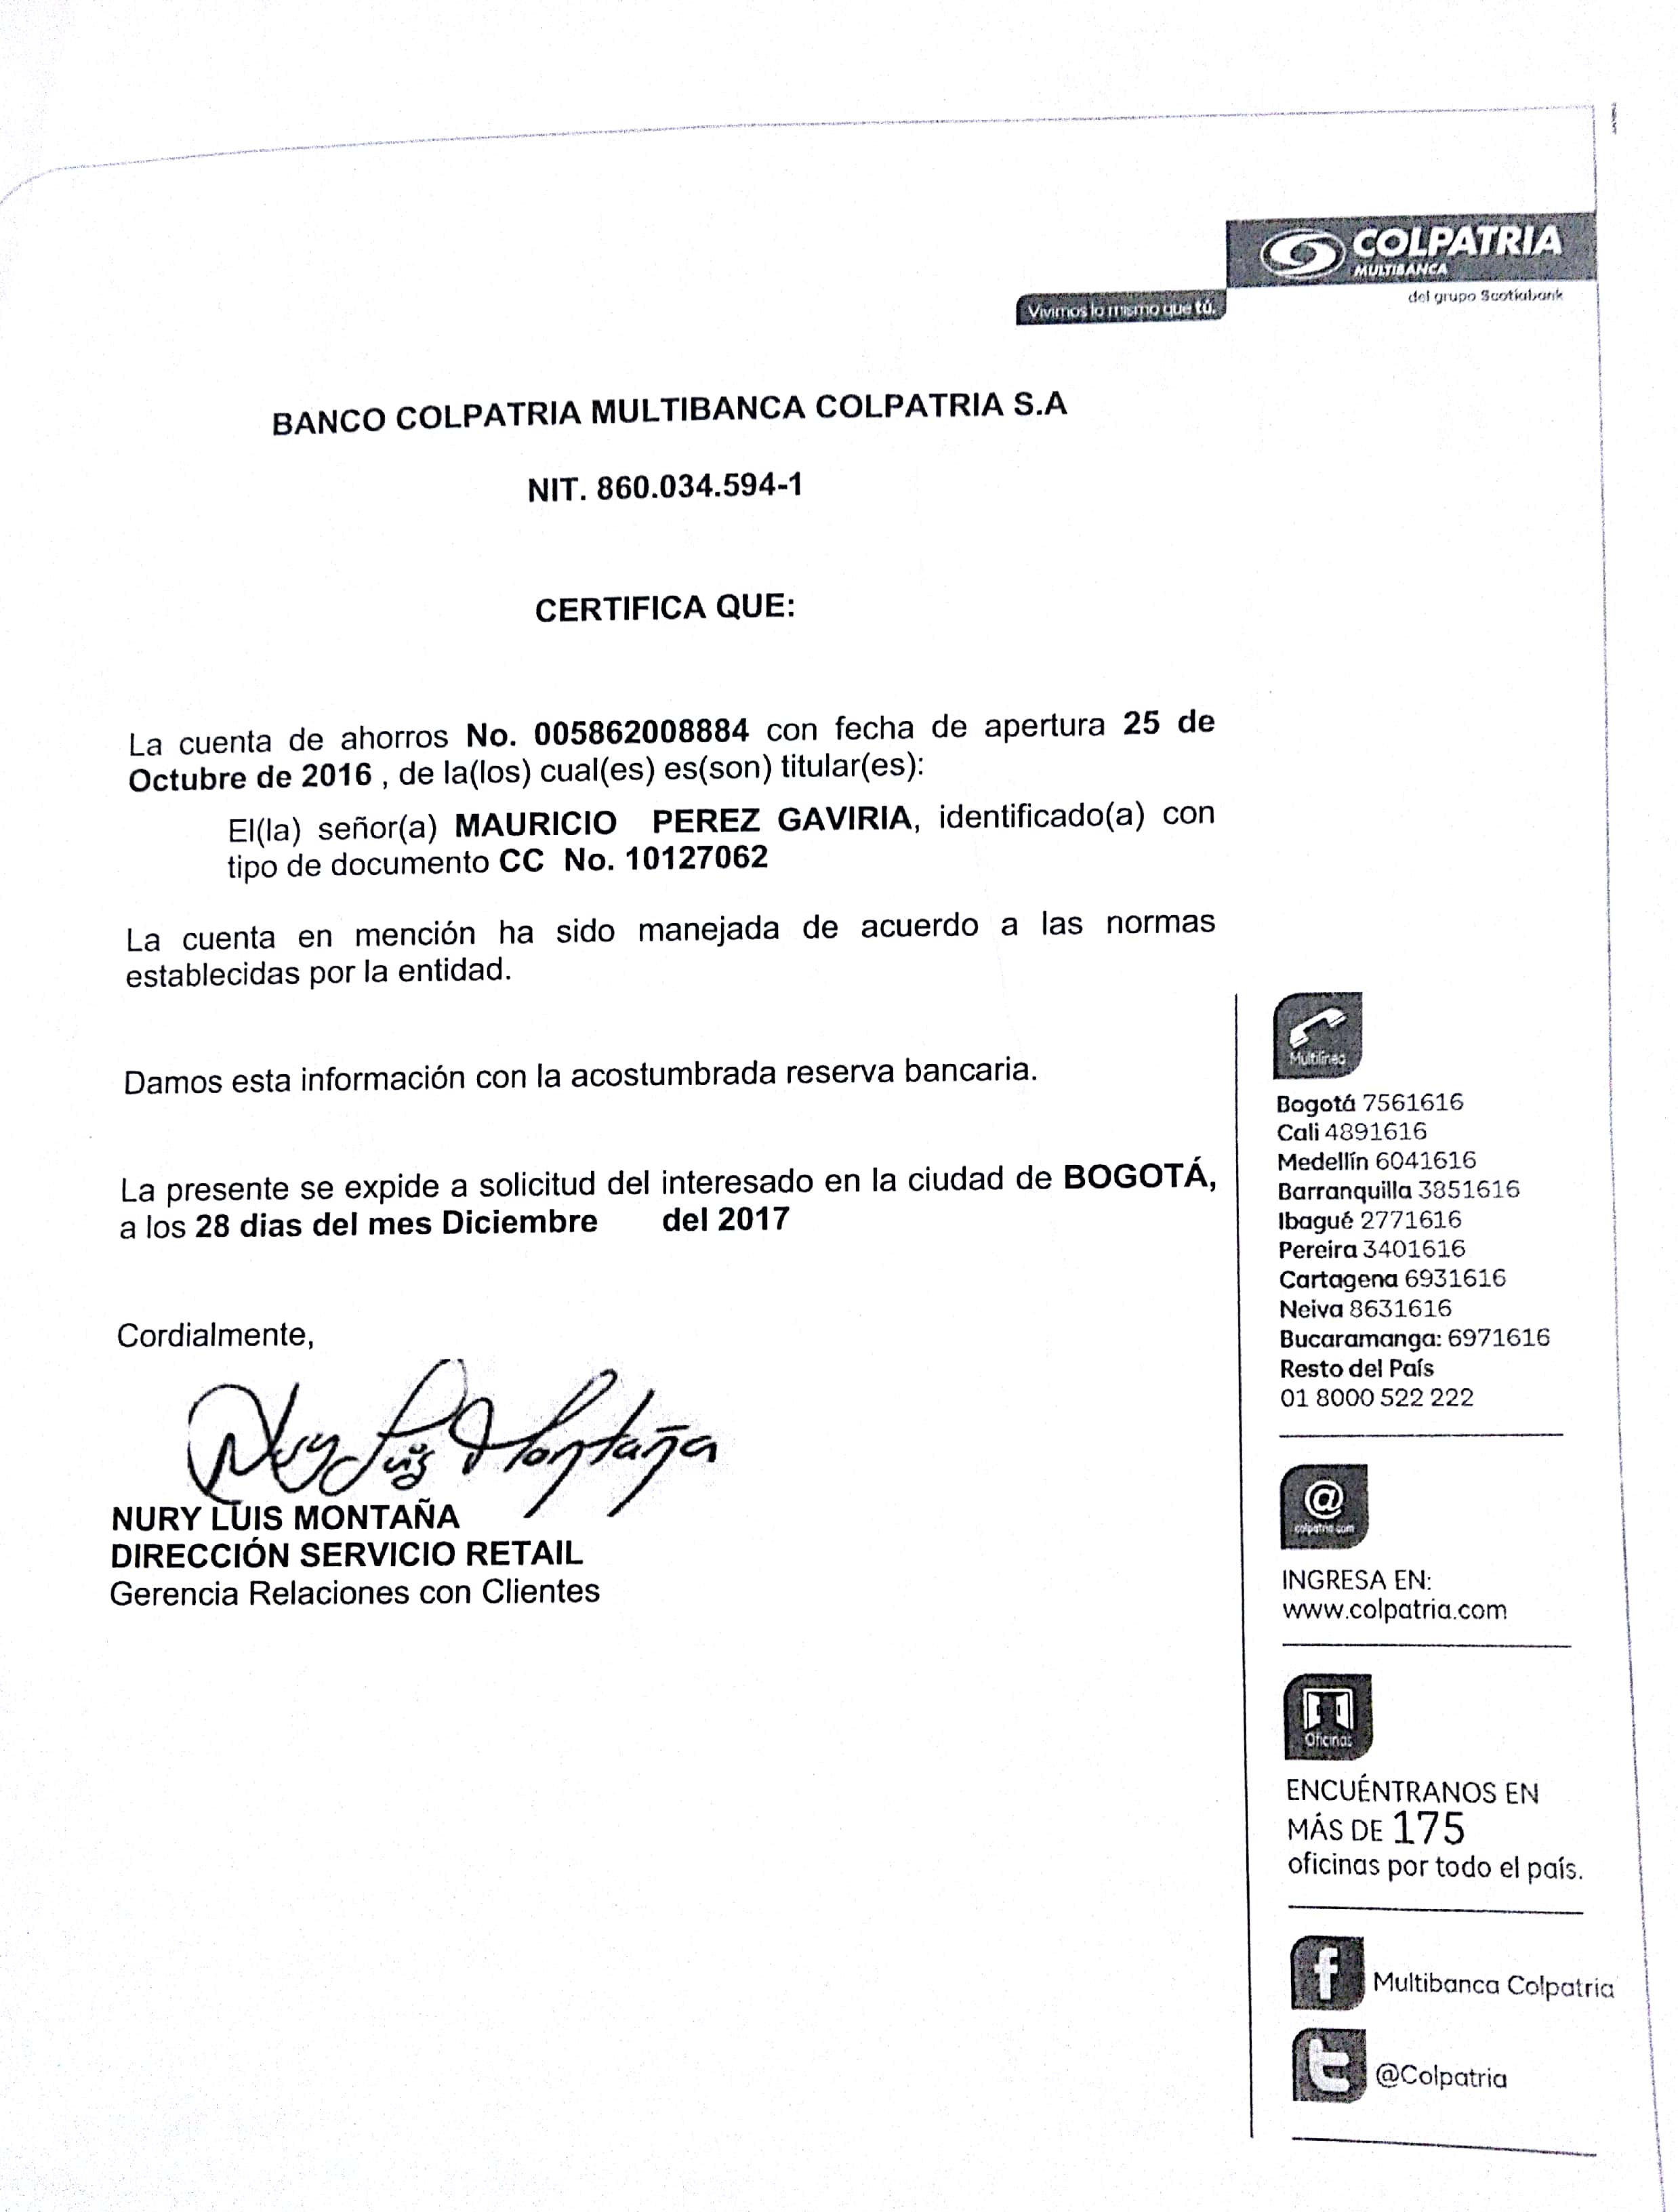 COLPATRIA
MULTIBANCA
del grupo Scotiabank
Vivimos lo mismo que tú.
BANCO COLPATRIA MULTIBANCA COLPATRIA S.A
NIT. 860.034.594-1
CERTIFICA QUE:
La cuenta de ahorros No. 005862008884 con fecha de apertura 25 de
Octubre de 2016 , de la(los) cual(es) es(son) titular(es):
El(la) señor(a) MAURICIO PEREZ GAVIRIA, identificado(a) con
tipo de documento CC No. 10127062
La cuenta en mención ha sido manejada de acuerdo a las normas
establecidas por la entidad.
Damos esta información con la acostumbrada reserva bancaria.
La presente se expide a solicitud del interesado en la ciudad de BOGOTÁ,
a los 28 dias del mes Diciembre del 2017
Cordialmente,
Nury Luis Montaña
NURY LUIS MONTAÑA
DIRECCIÓN SERVICIO RETAIL
Gerencia Relaciones con Clientes
Multilínea
Bogotá 7561616
Cali 4891616
Medellín 6041616
Barranquilla 3851616
Ibagué 2771616
Pereira 3401616
Cartagena 6931616
Neiva 8631616
Bucaramanga: 6971616
Resto del País
01 8000 522 222
@
colpatria.com
INGRESA EN:
www.colpatria.com
Oficinas
ENCUÉNTRANOS EN
MÁS DE 175
oficinas por todo el país.
f Multibanca Colpatria
t @Colpatria